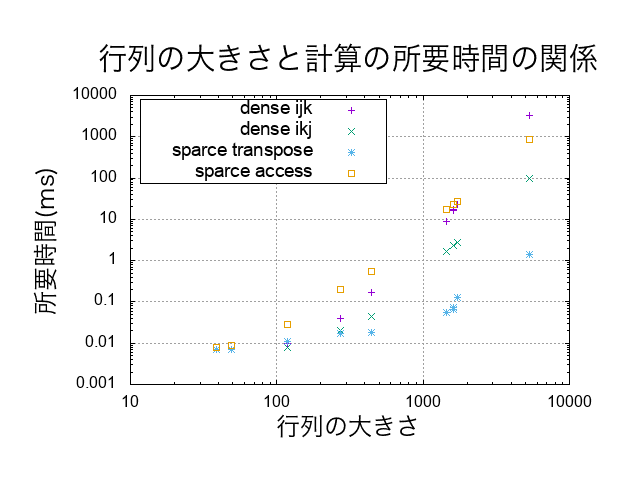 行列の大きさと計算の所要時間の関係
10000
1000
100
10
1
0.1
0.01
0.001
所要時間(ms)
dense ijk
dense ikj
sparce transpose
sparce access
10 100 1000 10000
行列の大きさ